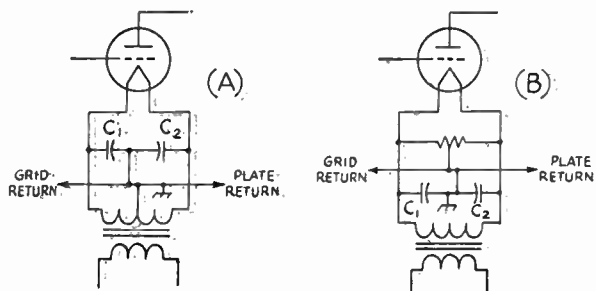 (A)
C1
C2
GRID
RETURN
PLATE
RETURN
(B)
GRID
RETURN
PLATE
RETURN
C1
C2